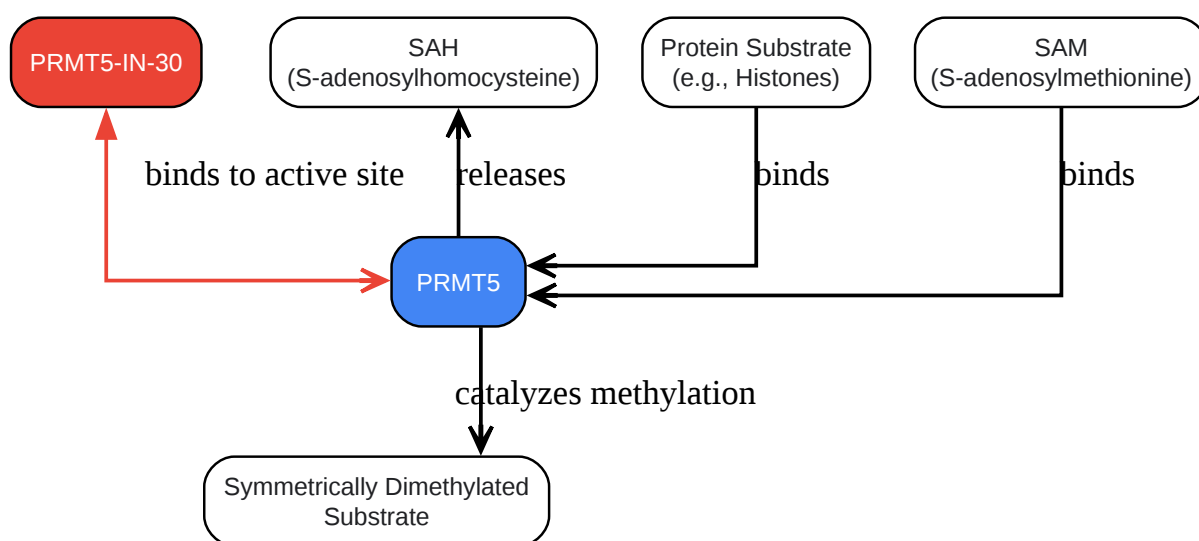 PRMT5-IN-30
SAH
(S-adenosylhomocysteine)
Protein Substrate
(e.g., Histones)
SAM
(S-adenosylmethionine)
binds to active site
releases
binds
binds
PRMT5
catalyzes methylation
Symmetrically Dimethylated
Substrate